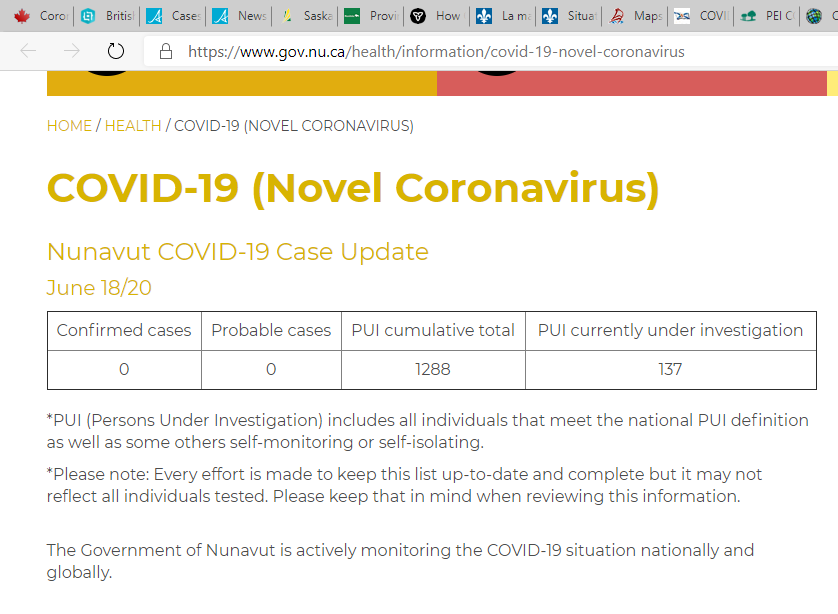 Britis
Cases
News
Saska
Provi
How
La ma
Situat
Maps
PEI C
https://www.gov.nu.ca/health/information/covid-19-novel-coronavirus
HOME / HEALTH / COVID-19 (NOVEL CORONAVIRUS)
COVID-19 (Novel Coronavirus)
Nunavut COVID-19 Case Update
June 18/20
Confirmed cases Probable cases PUI cumulative total PUI currently under investigation
0 0 1288 137
*PUI (Persons Under Investigation) includes all individuals that meet the national PUI definition
as well as some others self-monitoring or self-isolating.
*Please note: Every effort is made to keep this list up-to-date and complete but it may not
reflect all individuals tested. Please keep that in mind when reviewing this information.
The Government of Nunavut is actively monitoring the COVID-19 situation nationally and
globally.